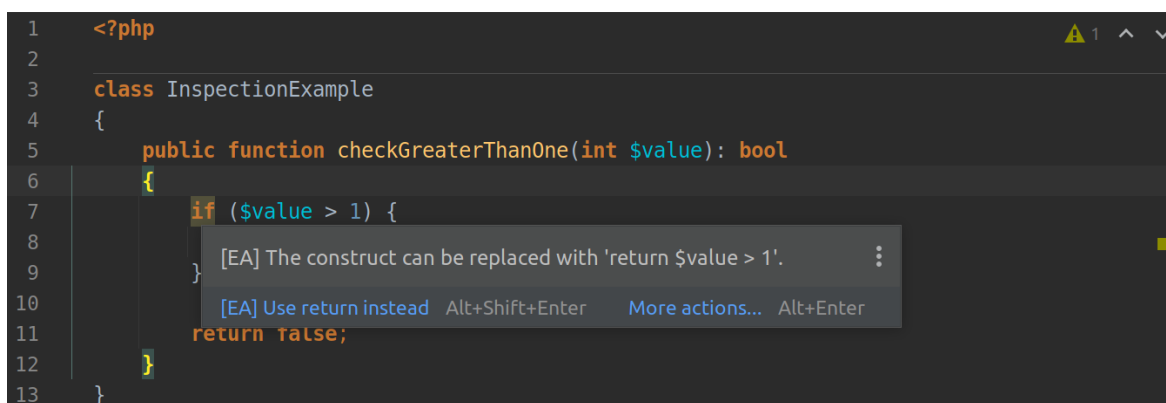 1 <?php
2
3 class InspectionExample
4 {
5 public function checkGreaterThanOne(int $value): bool
6 {
7 if ($value > 1) {
8
9 }
10
11 return false;
12 }
13 }
1
[EA] The construct can be replaced with 'return $value > 1'.
[EA] Use return instead Alt+Shift+Enter More actions... Alt+Enter